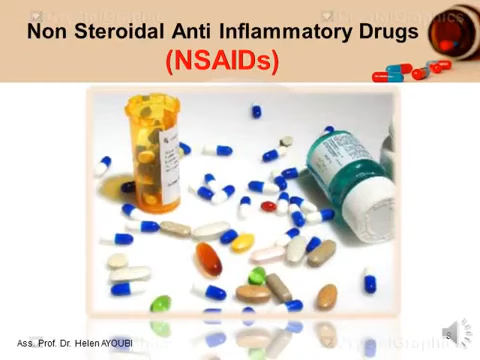 Non Steroidal Anti Inflammatory Drugs
(NSAIDs)
Ass. Prof. Dr. Helen AYOUBI